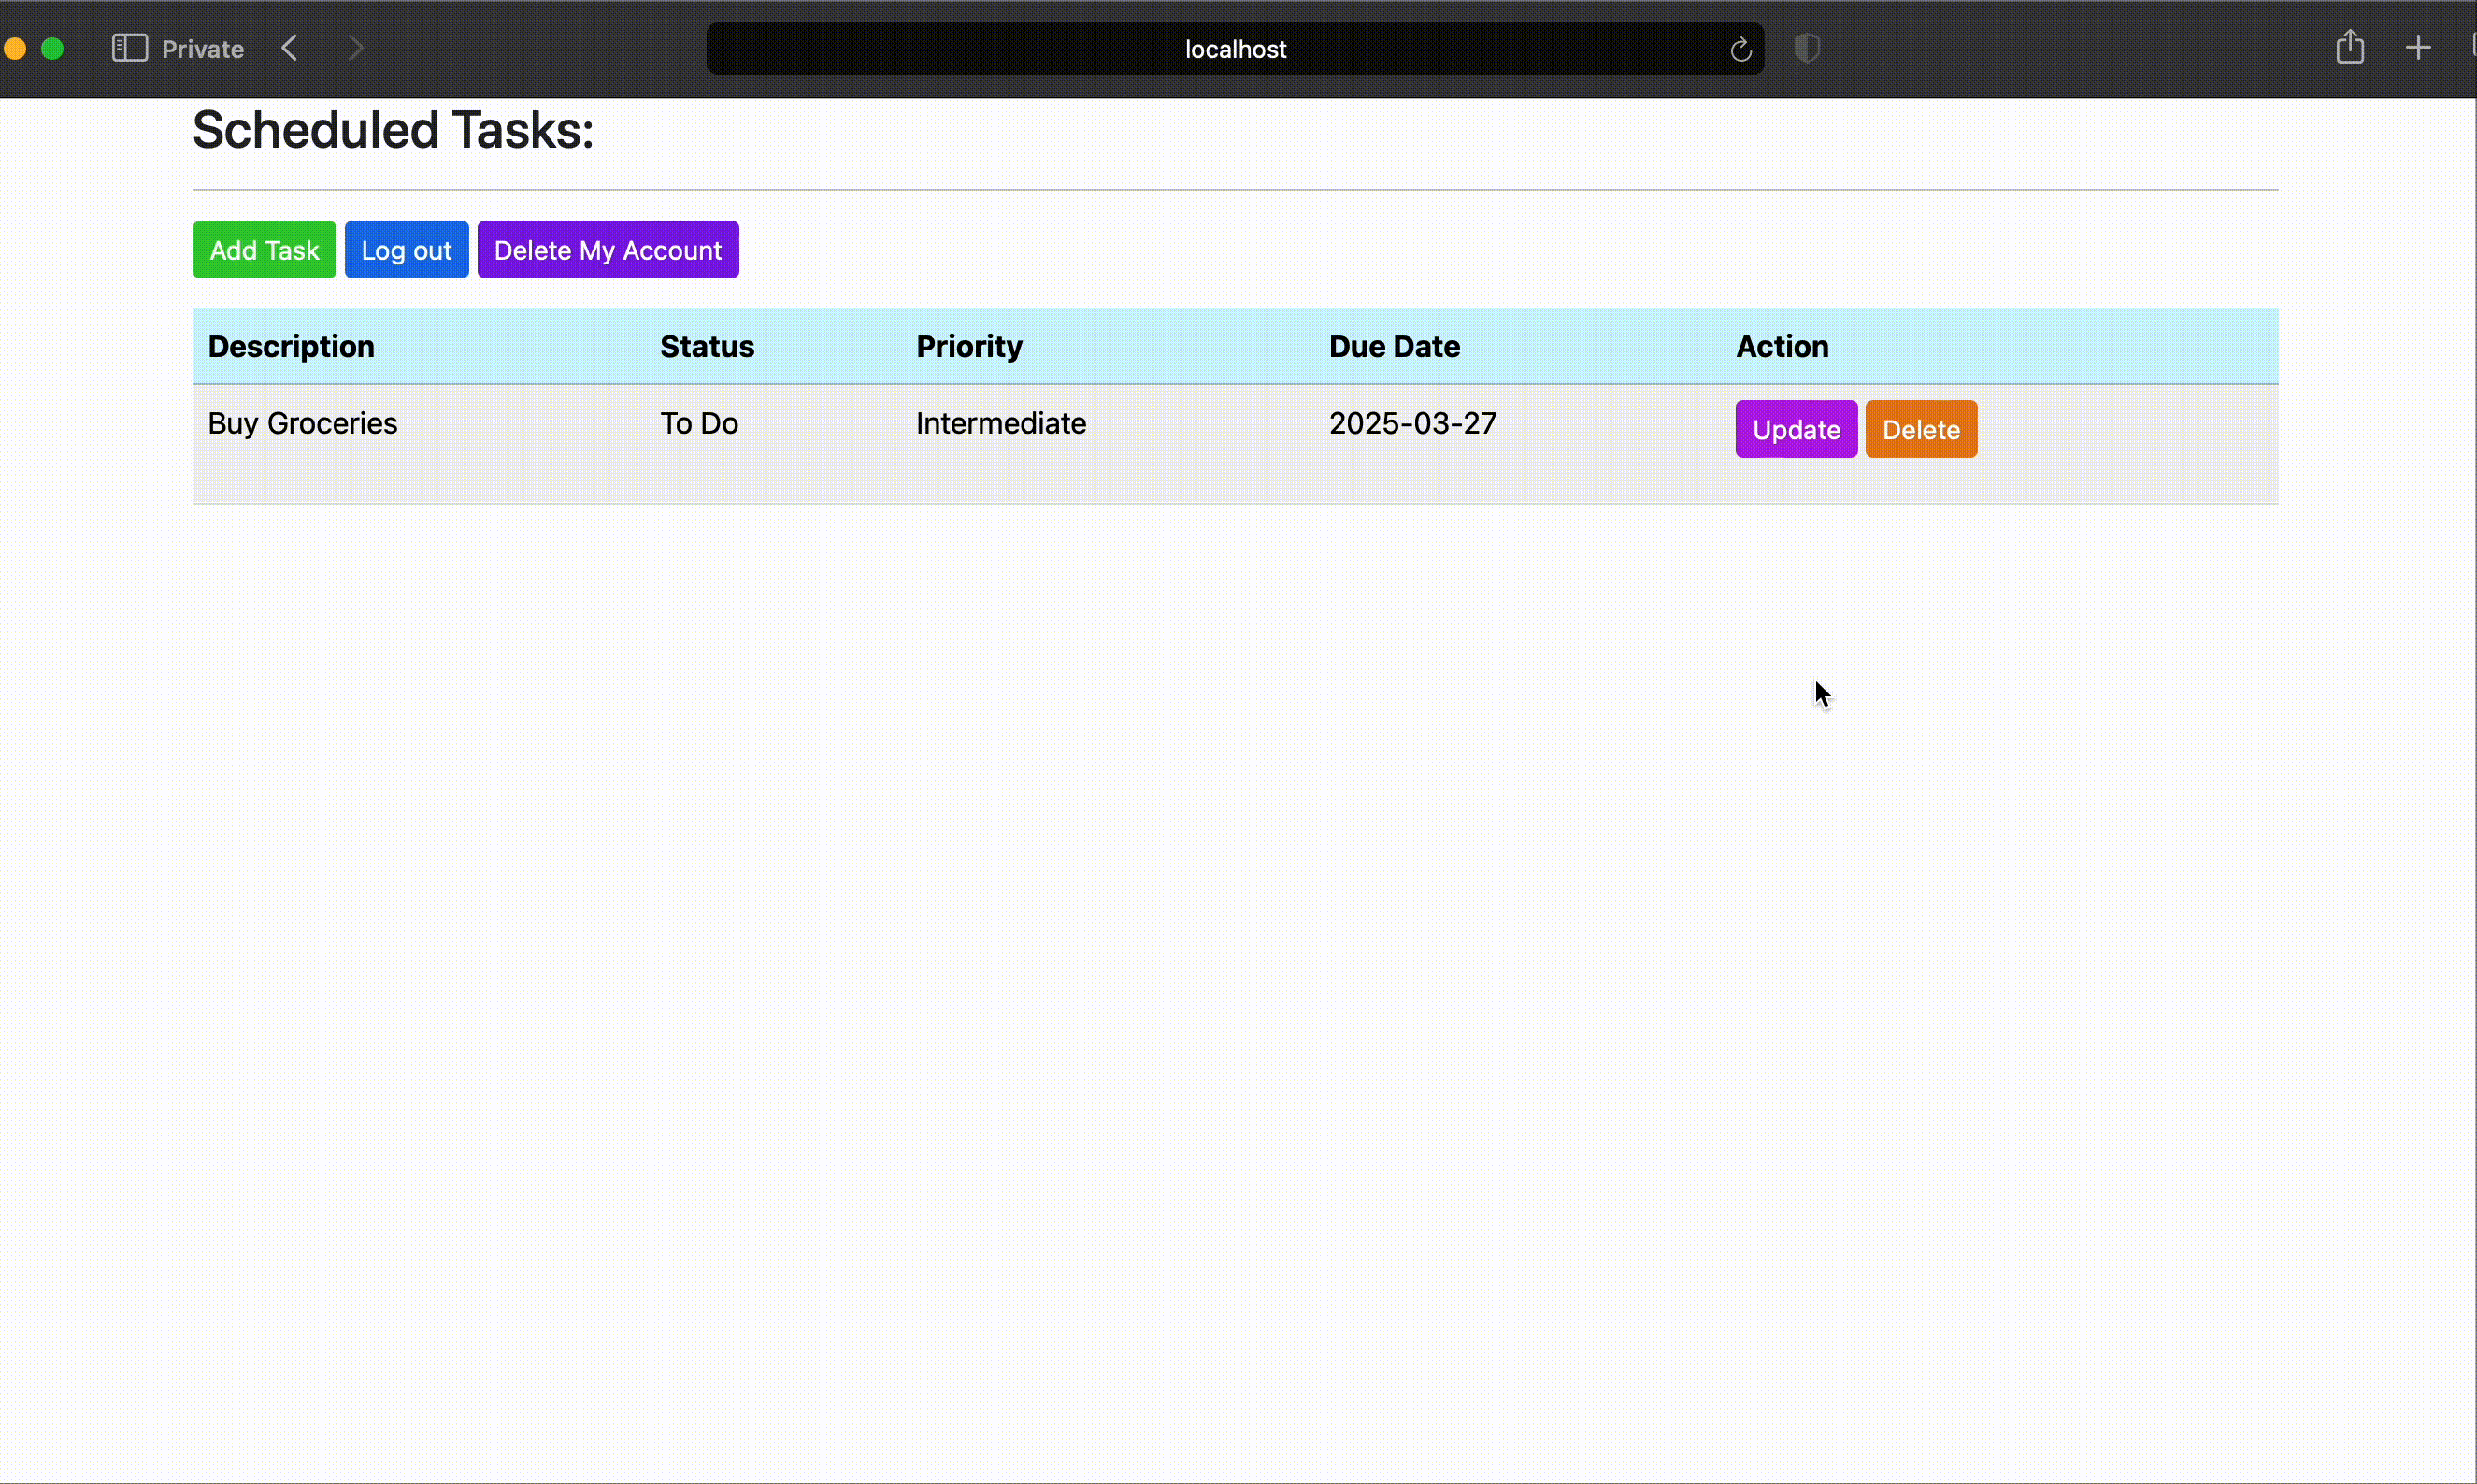 Private
localhost
Scheduled Tasks:
Add Task Log out Delete My Account
Description Status Priority Due Date Action
Buy Groceries To Do Intermediate 2025-03-27 Update Delete